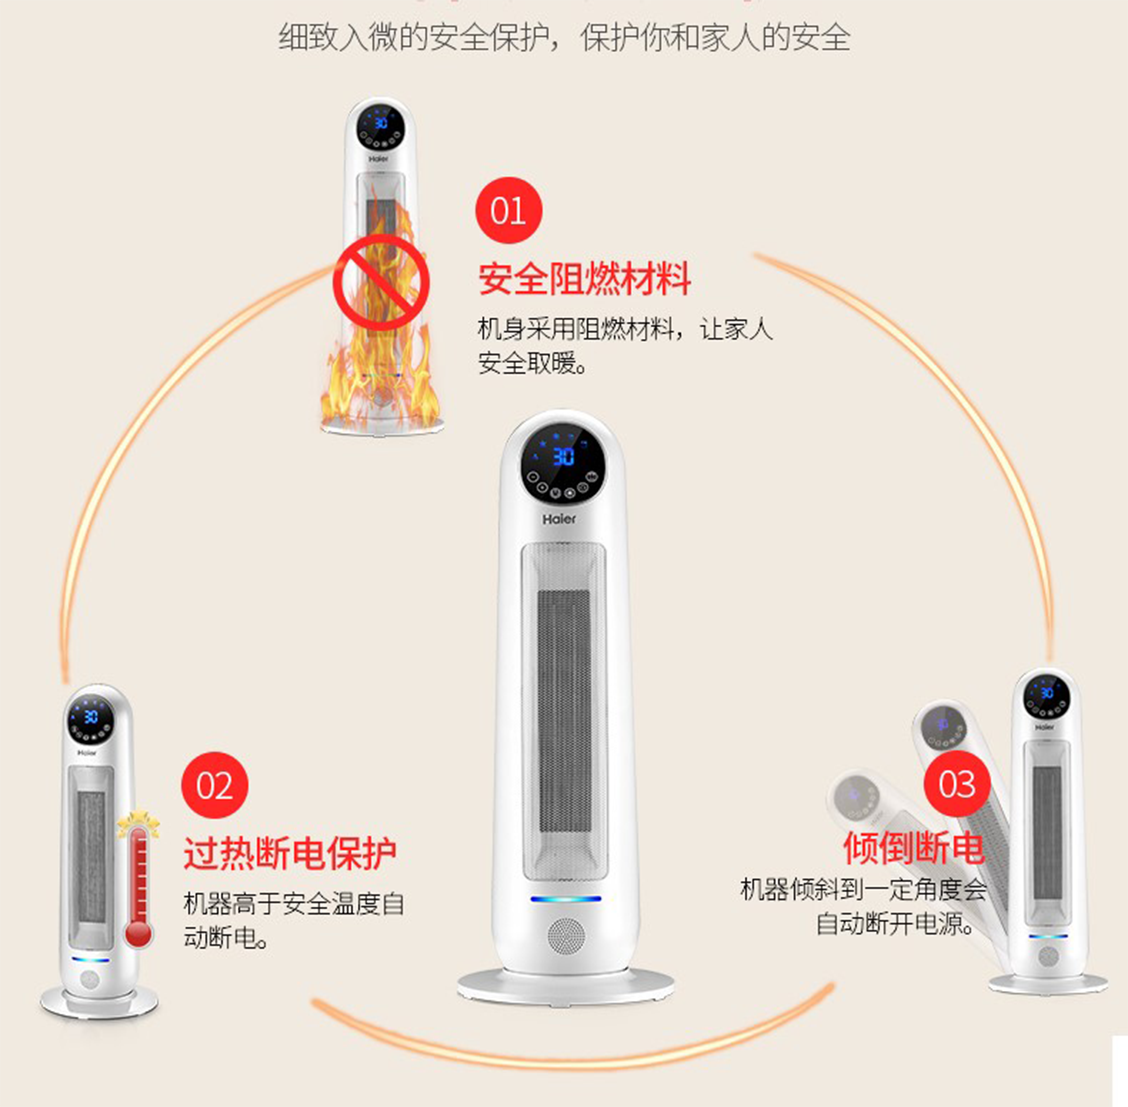 细致入微的安全保护，保护你和家人的安全
30
Haier
01
安全阻燃材料
机身采用阻燃材料，让家人
安全取暖。
30
Haier
30
Haier
02
过热断电保护
机器高于安全温度自
动断电。
30
30
Haier
03
倾倒断电
机器倾斜到一定角度会
自动断开电源。